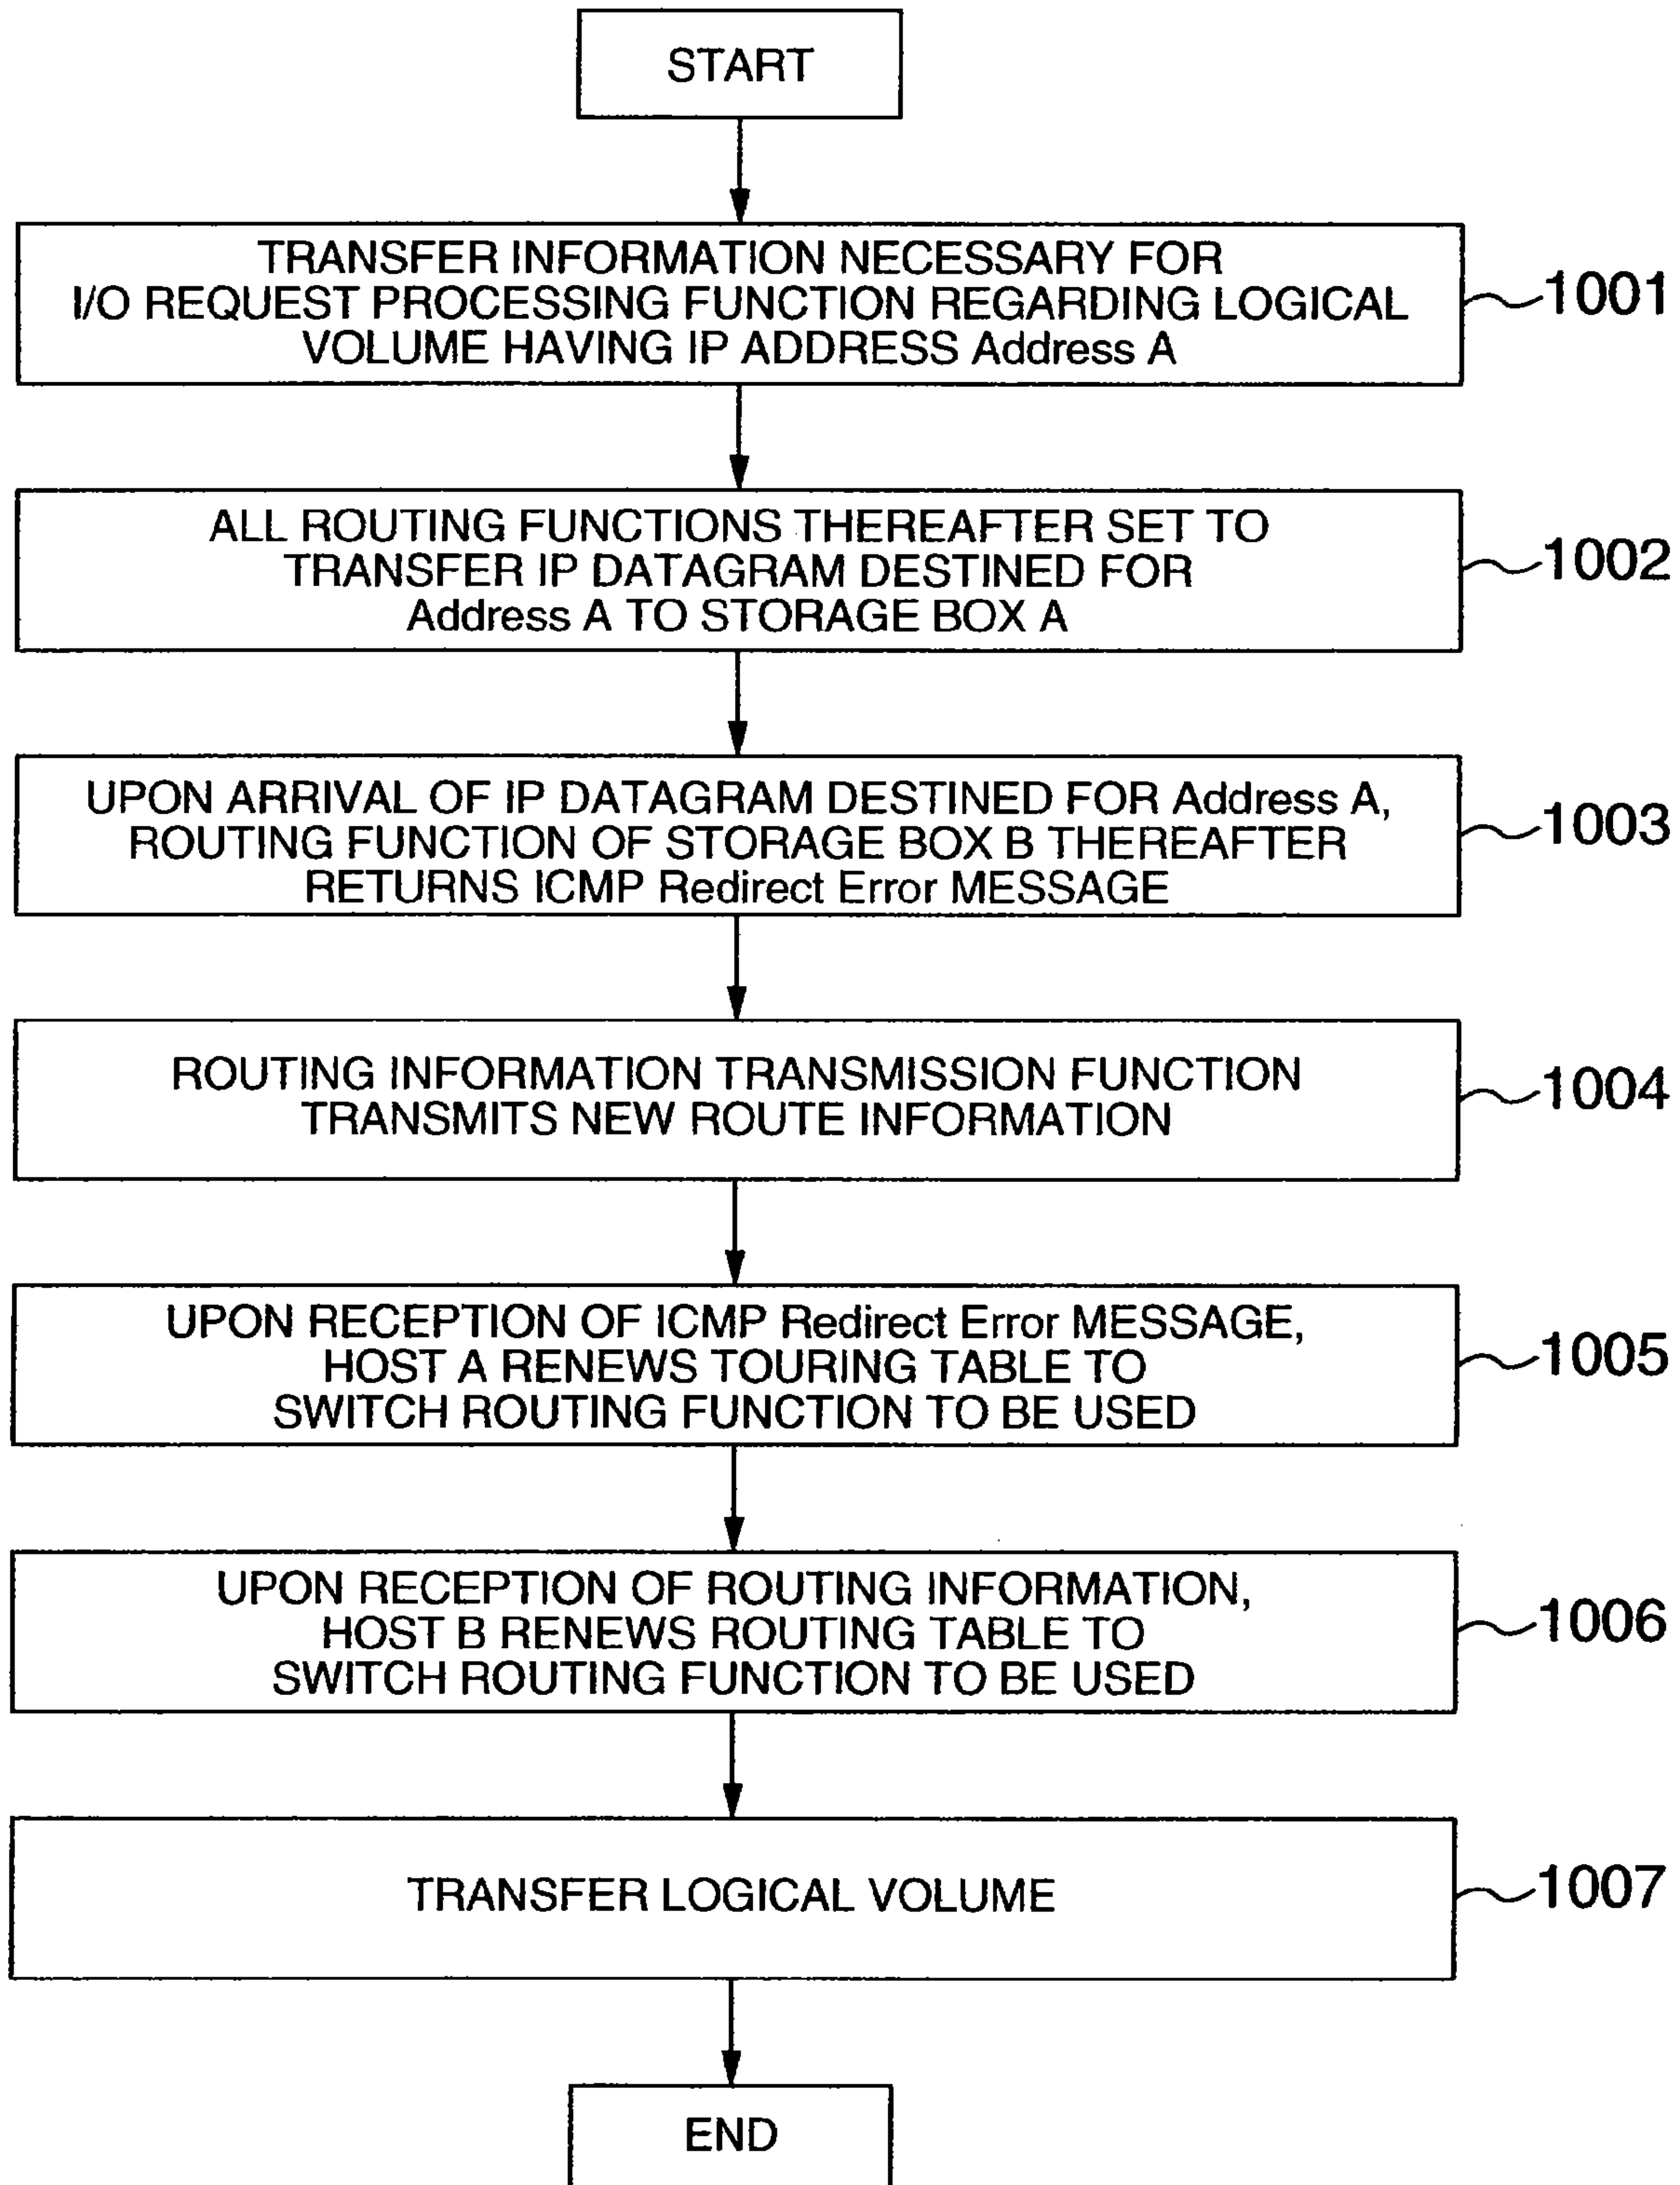 START
TRANSFER INFORMATION NECESSARY FOR
I/O REQUEST PROCESSING FUNCTION REGARDING LOGICAL
VOLUME HAVING IP ADDRESS Address A
1001
ALL ROUTING FUNCTIONS THEREAFTER SET TO
TRANSFER IP DATAGRAM DESTINED FOR
Address A TO STORAGE BOX A
1002
UPON ARRIVAL OF IP DATAGRAM DESTINED FOR Address A,
ROUTING FUNCTION OF STORAGE BOX B THEREAFTER
RETURNS ICMP Redirect Error MESSAGE
1003
ROUTING INFORMATION TRANSMISSION FUNCTION
TRANSMITS NEW ROUTE INFORMATION
1004
UPON RECEPTION OF ICMP Redirect Error MESSAGE,
HOST A RENEWS TOURING TABLE TO
SWITCH ROUTING FUNCTION TO BE USED
1005
UPON RECEPTION OF ROUTING INFORMATION,
HOST B RENEWS ROUTING TABLE TO
SWITCH ROUTING FUNCTION TO BE USED
1006
TRANSFER LOGICAL VOLUME
1007
END